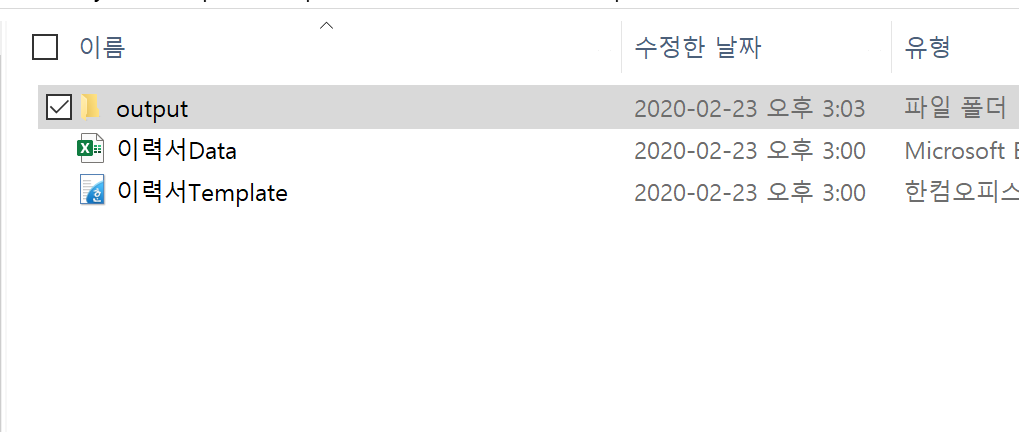 이름 수정한 날짜 유형
output 2020-02-23 오후 3:03 파일 폴더
이력서Data 2020-02-23 오후 3:00 Microsoft
이력서Template 2020-02-23 오후 3:00 한컴오피스